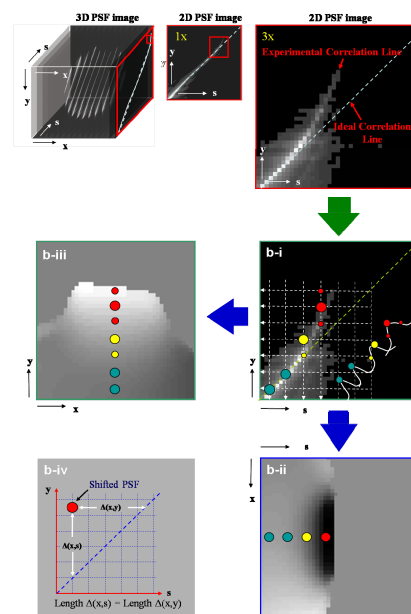 3D PSF image
2D PSF image
2D PSF image
1x
3x
Experimental Correlation Line
Ideal Correlation
Line
s
x
y
s
x
y
s
y
s
b-iii
b-i
y
x
y
s
s
b-iv
b-ii
y
Shifted PSF
Δ(x,y)
Δ(x,s)
s
Length Δ(x,s) = Length Δ(x,y)
x